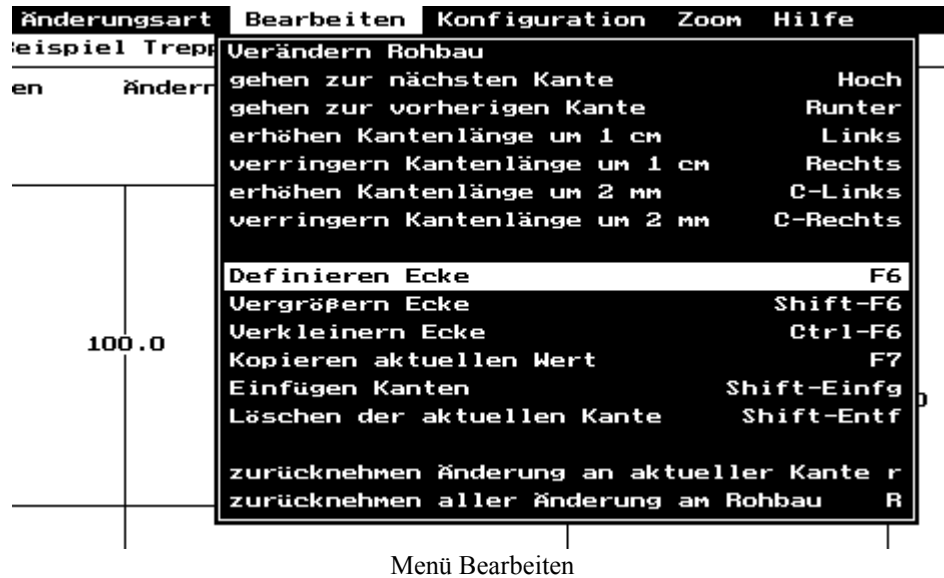 Änderungsart Bearbeiten Konfiguration Zoom Hilfe
eispiel Trepp
en Ändern
Verändern Rohbau
gehen zur nächsten Kante Hoch
gehen zur vorherigen Kante Runter
erhöhen Kantenlänge um 1 cm Links
verringern Kantenlänge um 1 cm Rechts
erhöhen Kantenlänge um 2 mm C-Links
verringern Kantenlänge um 2 mm C-Rechts
Definieren Ecke F6
Vergrößern Ecke Shift-F6
Verkleinern Ecke Ctrl-F6
100.0
Kopieren aktuellen Wert F7
Einfügen Kanten Shift-Einfg
Löschen der aktuellen Kante Shift-Entf
zurücknehmen Änderung an aktueller Kante r
zurücknehmen aller Änderung am Rohbau R
Menü Bearbeiten